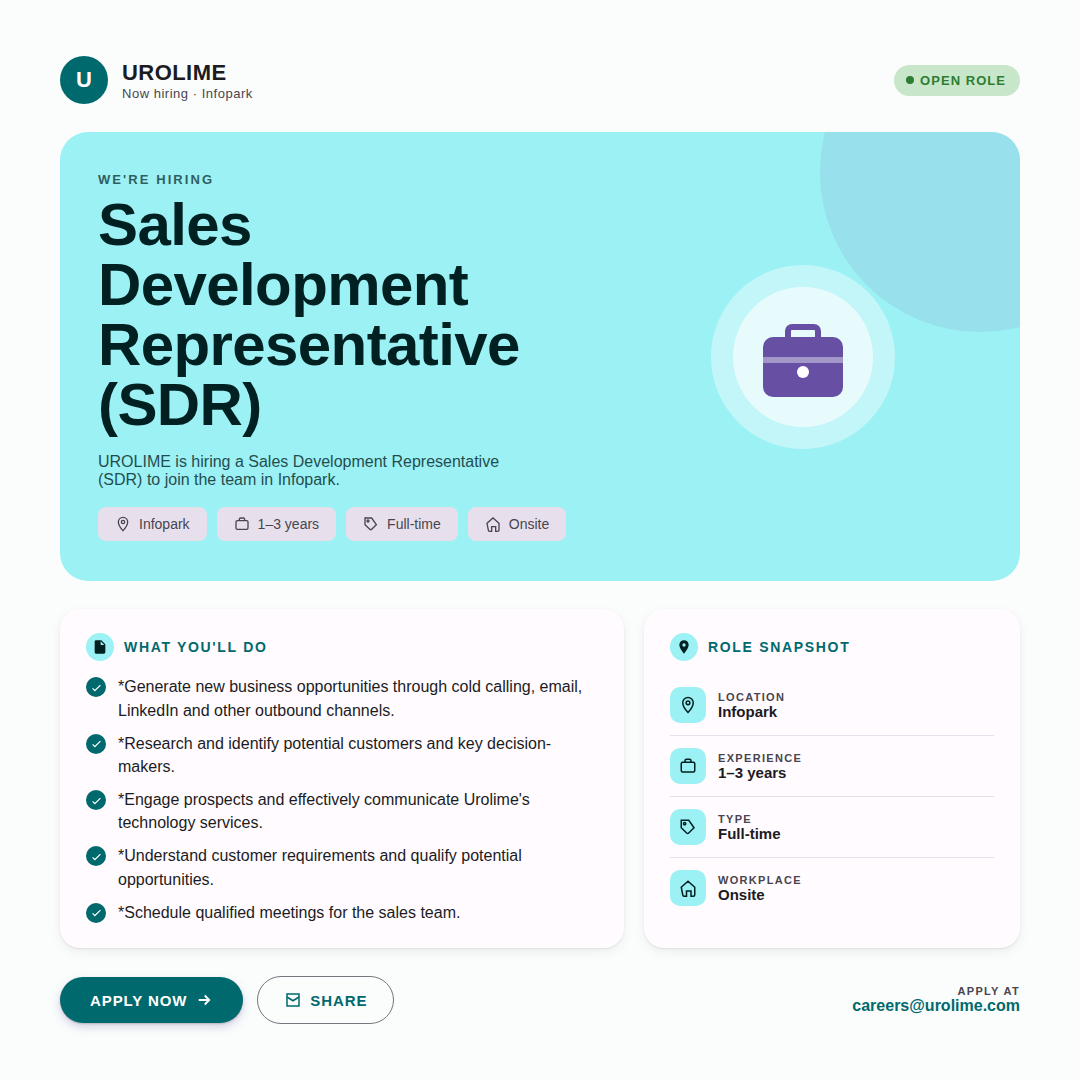 U
UROLIME
Now hiring · Infopark
OPEN ROLE
WE'RE HIRING
Sales
Development
Representative
(SDR)
UROLIME is hiring a Sales Development Representative
(SDR) to join the team in Infopark.
Infopark
1–3 years
Full-time
Onsite
WHAT YOU'LL DO
*Generate new business opportunities through cold calling, email,
LinkedIn and other outbound channels.
*Research and identify potential customers and key decision-
makers.
*Engage prospects and effectively communicate Urolime's
technology services.
*Understand customer requirements and qualify potential
opportunities.
*Schedule qualified meetings for the sales team.
ROLE SNAPSHOT
LOCATION
Infopark
EXPERIENCE
1–3 years
TYPE
Full-time
WORKPLACE
Onsite
APPLY NOW
SHARE
APPLY AT
careers@urolime.com